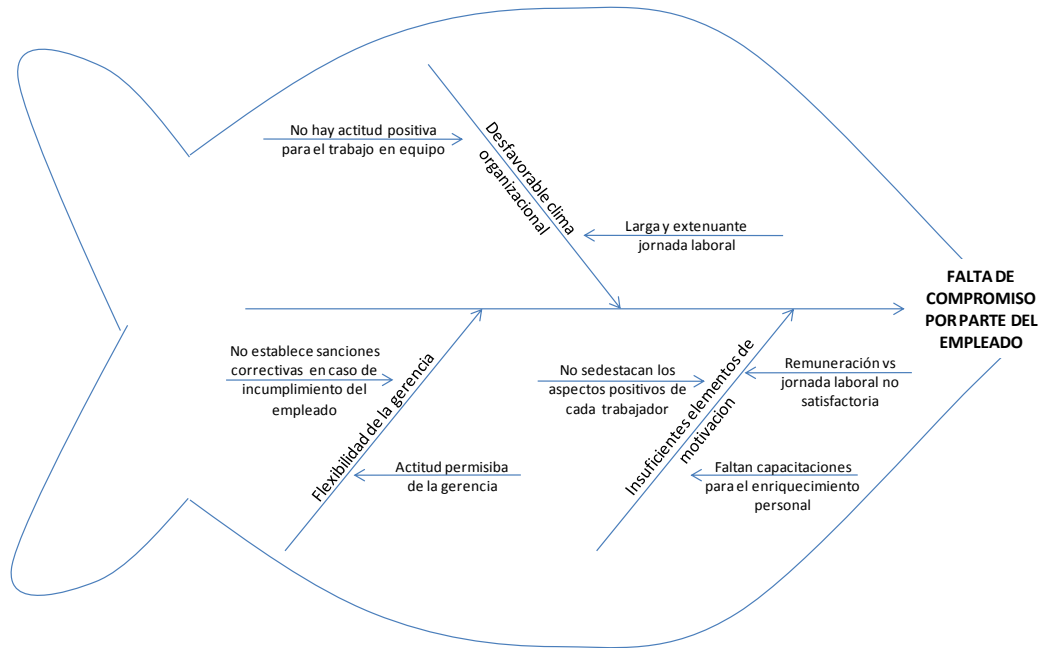 No hay actitud positiva
para el trabajo en equipo
Desfavorable clima
organizacional
Larga y extenuante
jornada laboral
FALTA DE
COMPROMISO
POR PARTE DEL
EMPLEADO
No establece sanciones
correctivas en caso de
incumplimiento del
empleado
Flexibilidad de la gerencia
Actitud permisiba
de la gerencia
No sedestacan los
aspectos positivos de
cada trabajador
Insuficientes elementos de
motivacion
Remuneración vs
jornada laboral no
satisfactoria
Faltan capacitaciones
para el enriquecimiento
personal